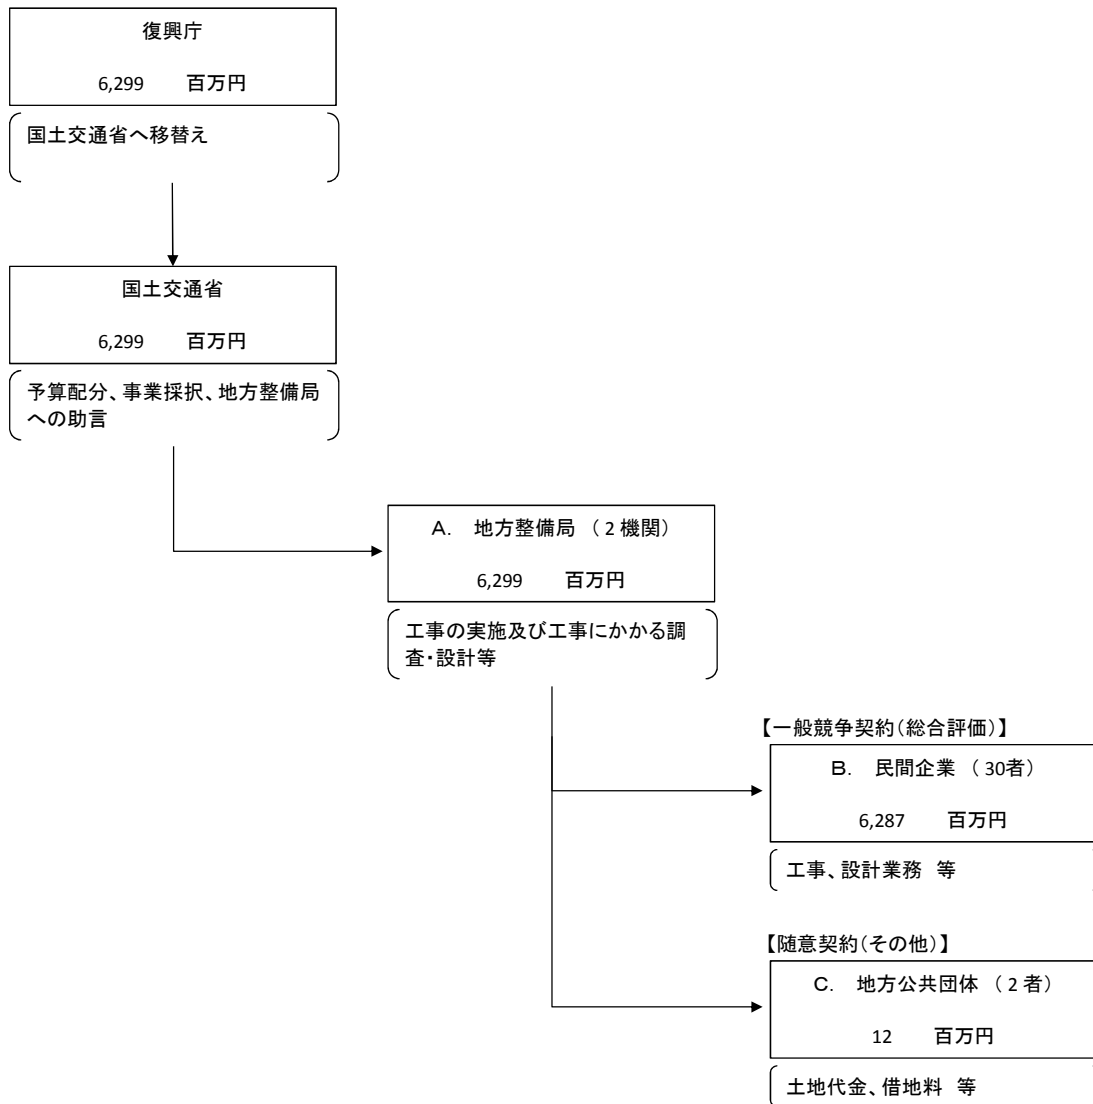 復興庁
6,299 百万円
国土交通省へ移替え
国土交通省
6,299 百万円
予算配分、事業採択、地方整備局
への助言
A. 地方整備局 （ 2 機関）
6,299 百万円
工事の実施及び工事にかかる調
査・設計等
【一般競争契約（総合評価）】
B. 民間企業 （ 30者）
6,287 百万円
工事、設計業務 等
【随意契約（その他）】
C. 地方公共団体 （ 2 者）
12 百万円
土地代金、借地料 等